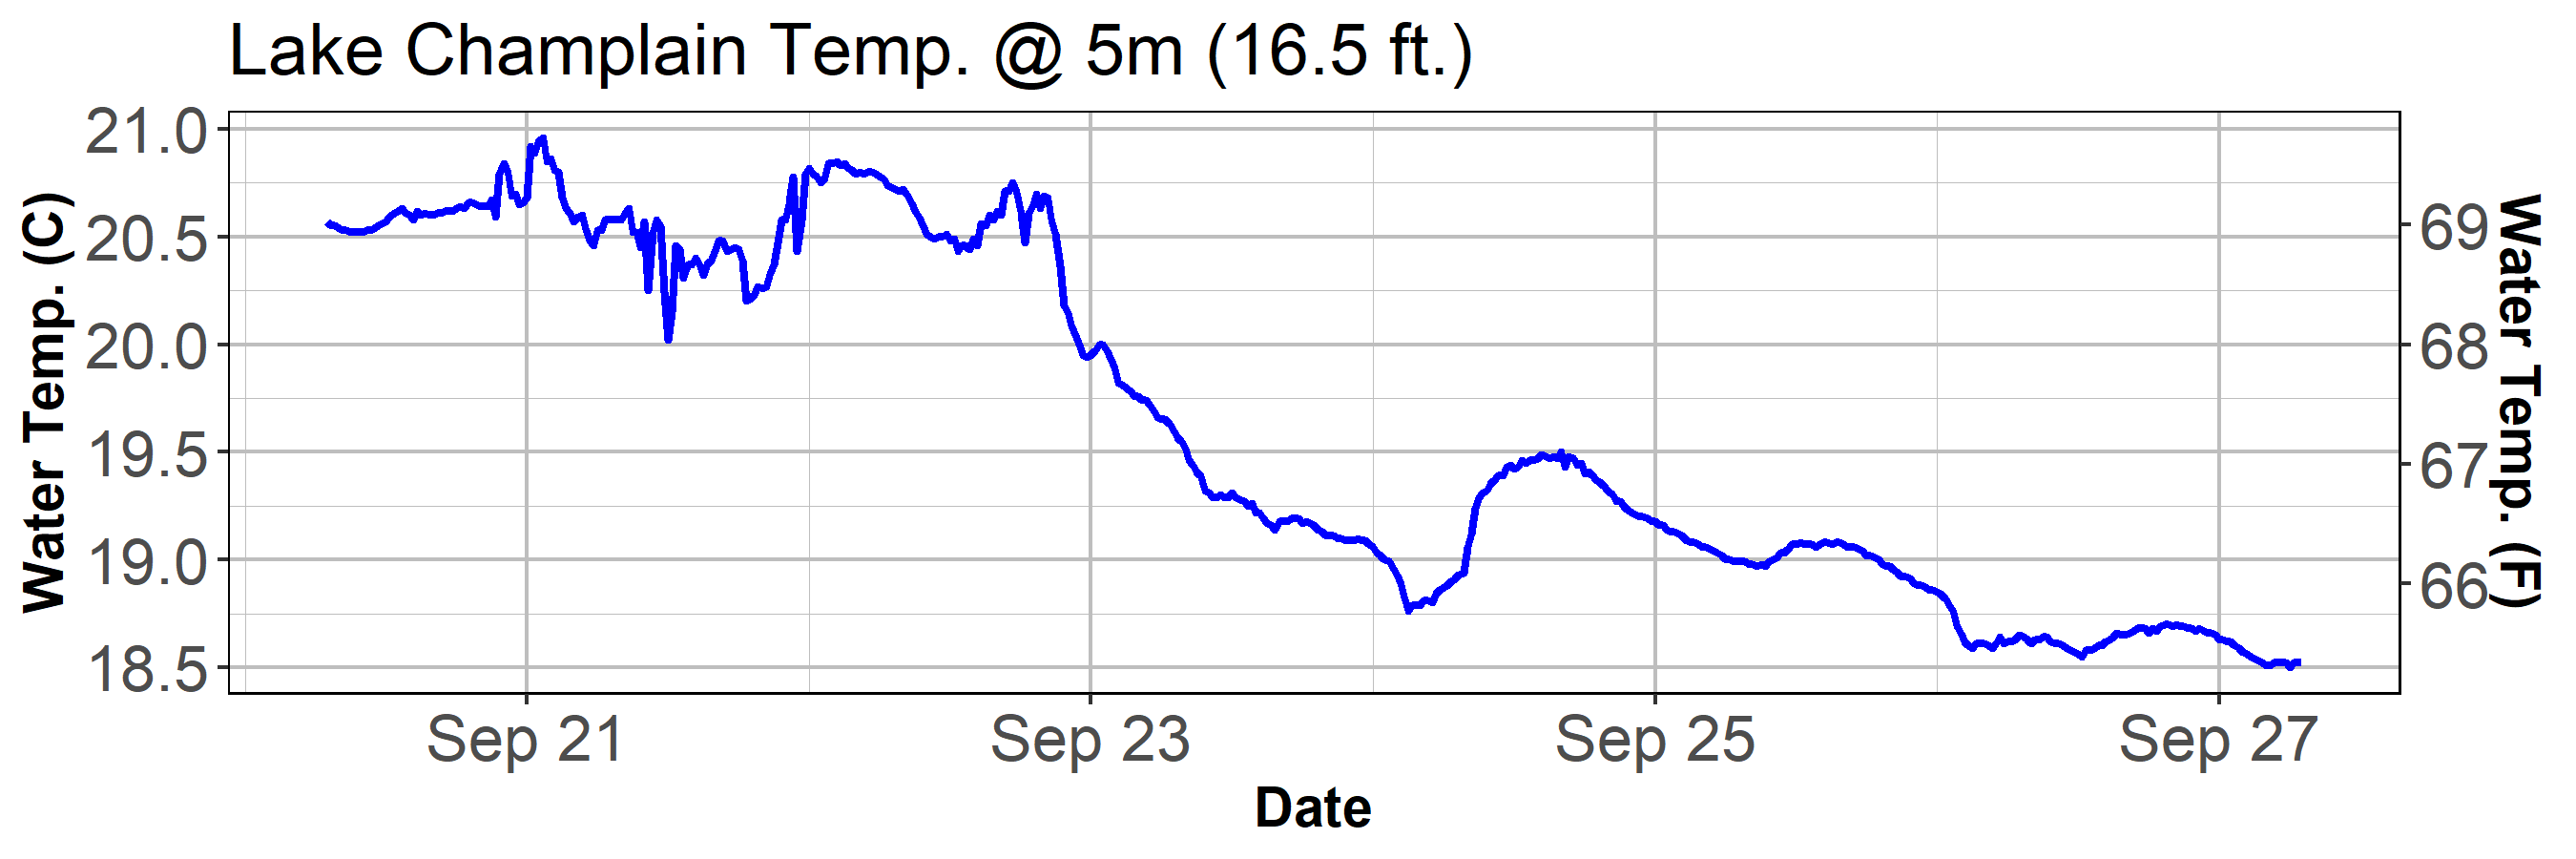 Lake Champlain Temp. @ 5m (16.5 ft.)
Water Temp. (C)
21.0
20.5
20.0
19.5
19.0
18.5
69
68
67
66
Water Temp. (F)
Sep 21 Sep 23 Sep 25 Sep 27
Date